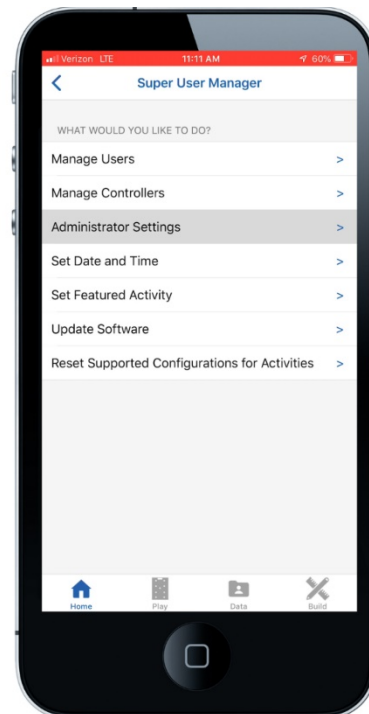 Verizon LTE 11:11 AM 60%
< Super User Manager
WHAT WOULD YOU LIKE TO DO?
Manage Users >
Manage Controllers >
Administrator Settings >
Set Date and Time >
Set Featured Activity >
Update Software >
Reset Supported Configurations for Activities >
Home Play Data Build